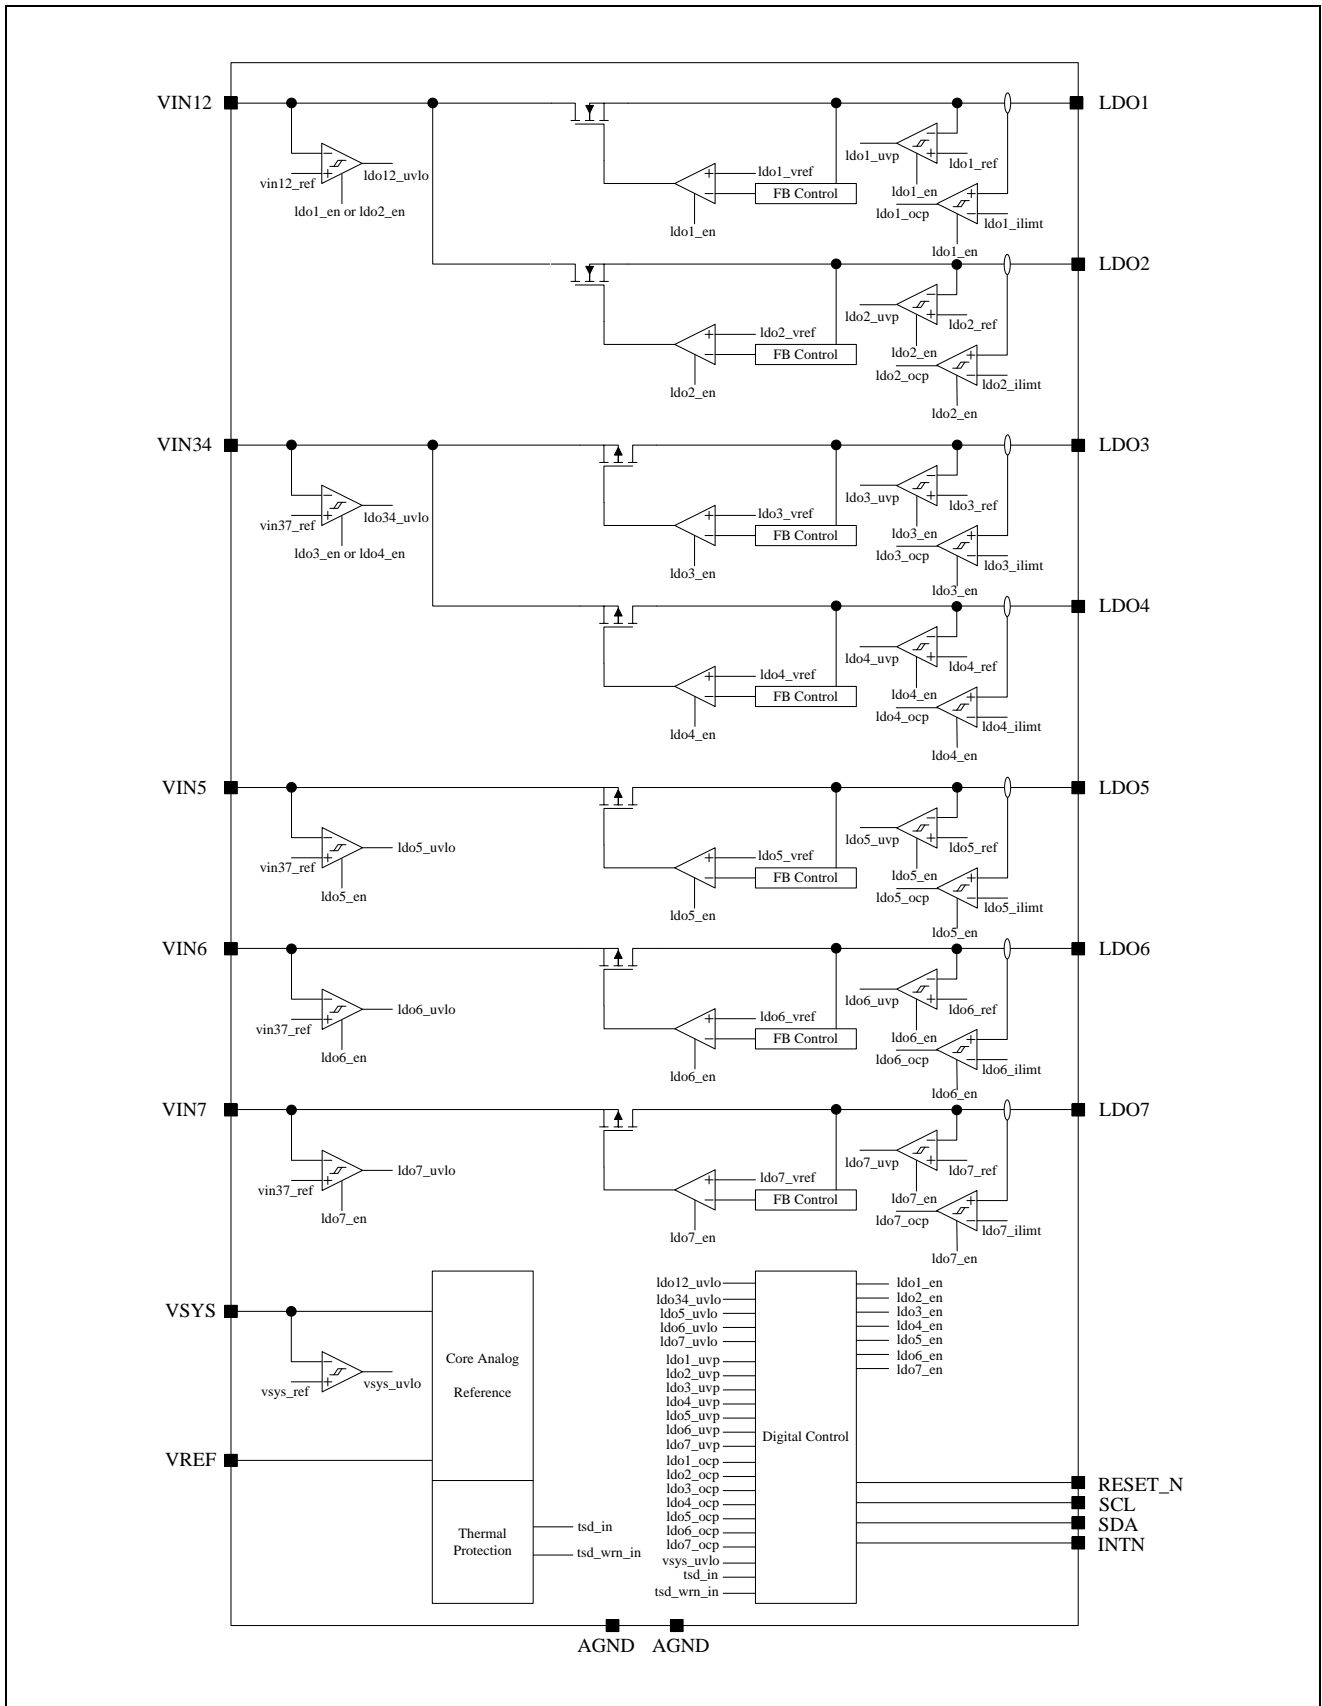 VIN12
LDO1
vin12_ref
ldo12_uvlo
ldo1_en or ldo2_en
ldo1_vref
FB Control
ldo1_en
ldo1_uvp
ldo1_ref
ldo1_en
ldo1_ocp
ldo1_ilimt
ldo1_en
LDO2
ldo2_vref
FB Control
ldo2_en
ldo2_uvp
ldo2_ref
ldo2_en
ldo2_ocp
ldo2_ilimt
ldo2_en
VIN34
LDO3
vin37_ref
ldo34_uvlo
ldo3_en or ldo4_en
ldo3_vref
FB Control
ldo3_en
ldo3_uvp
ldo3_ref
ldo3_en
ldo3_ocp
ldo3_ilimt
ldo3_en
LDO4
ldo4_vref
FB Control
ldo4_en
ldo4_uvp
ldo4_ref
ldo4_en
ldo4_ocp
ldo4_ilimt
ldo4_en
VIN5
LDO5
vin37_ref
ldo5_uvlo
ldo5_en
ldo5_vref
FB Control
ldo5_en
ldo5_uvp
ldo5_ref
ldo5_en
ldo5_ocp
ldo5_ilimt
ldo5_en
VIN6
LDO6
vin37_ref
ldo6_uvlo
ldo6_en
ldo6_vref
FB Control
ldo6_en
ldo6_uvp
ldo6_ref
ldo6_en
ldo6_ocp
ldo6_ilimt
ldo6_en
VIN7
LDO7
vin37_ref
ldo7_uvlo
ldo7_en
ldo7_vref
FB Control
ldo7_en
ldo7_uvp
ldo7_ref
ldo7_en
ldo7_ocp
ldo7_ilimt
ldo7_en
VSYS
vsys_ref
vsys_uvlo
VREF
Core Analog
Reference
Thermal
Protection
tsd_in
tsd_wrn_in
ldo12_uvlo
ldo34_uvlo
ldo5_uvlo
ldo6_uvlo
ldo7_uvlo
ldo1_uvp
ldo2_uvp
ldo3_uvp
ldo4_uvp
ldo5_uvp
ldo6_uvp
ldo7_uvp
ldo1_ocp
ldo2_ocp
ldo3_ocp
ldo4_ocp
ldo5_ocp
ldo6_ocp
ldo7_ocp
vsys_uvlo
tsd_in
tsd_wrn_in
Digital Control
ldo1_en
ldo2_en
ldo3_en
ldo4_en
ldo5_en
ldo6_en
ldo7_en
RESET_N
SCL
SDA
INTN
AGND
AGND